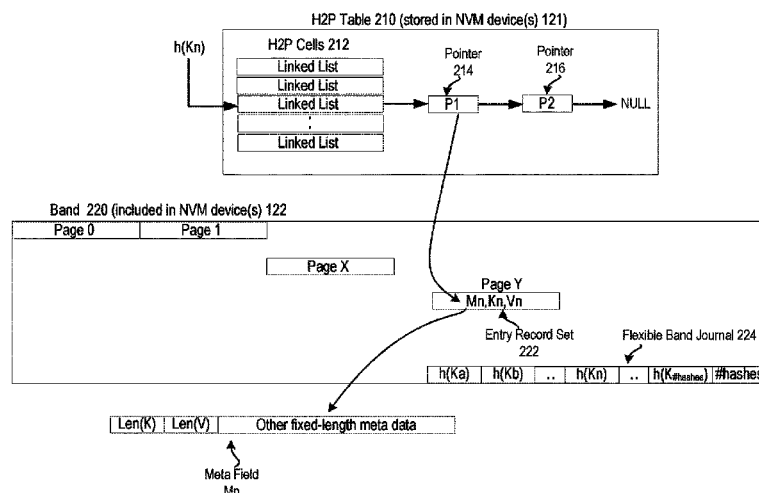 H2P Table 210 (stored in NVM device(s) 121)
h(Kn)
H2P Cells 212
Linked List
Linked List
Linked List
:
Linked List
Pointer
214
P1
Pointer
216
P2
NULL
Band 220 (included in NVM device(s) 122
Page 0
Page 1
Page X
Page Y
Mn,Kn,Vn
Entry Record Set
222
Flexible Band Journal 224
h(Ka)
h(Kb)
..
h(Kn)
..
h(K#hashes)
#hashes
Len(K)
Len(V)
Other fixed-length meta data
Meta Field
Mn